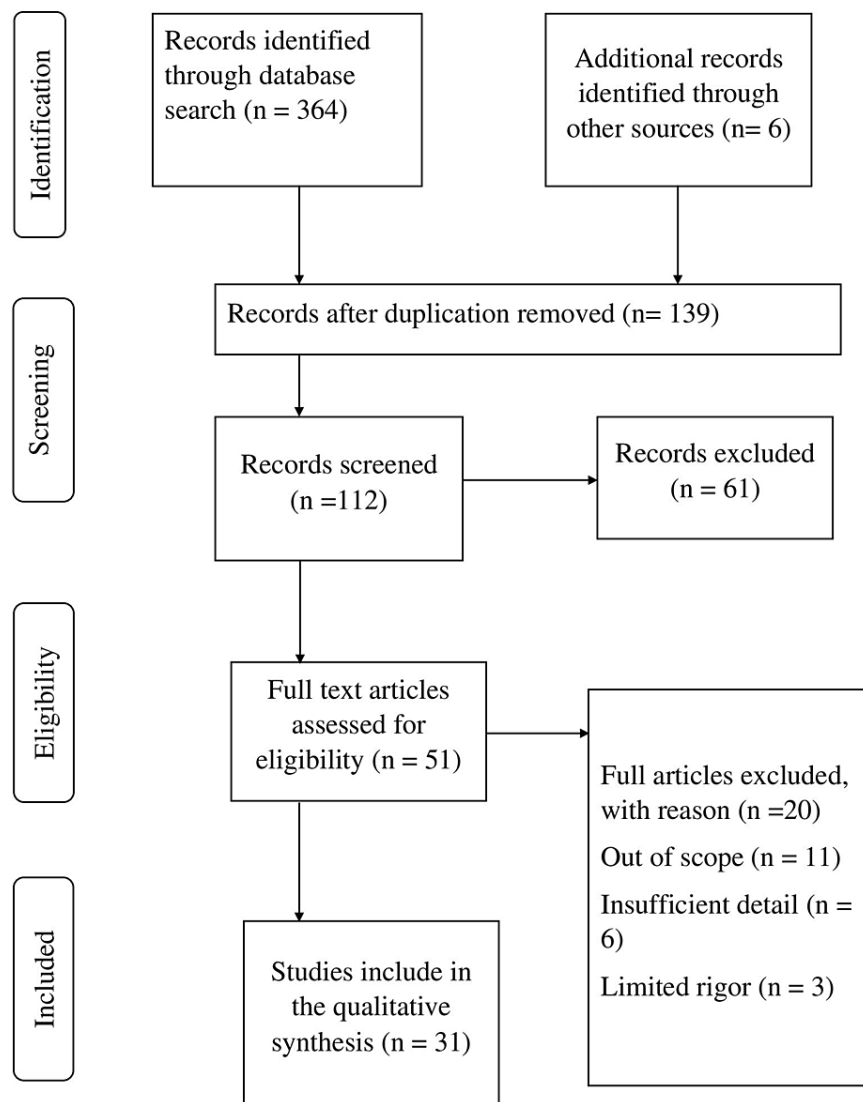 Identification
Records identified
through database
search (n = 364)
Additional records
identified through
other sources (n= 6)
Screening
Records after duplication removed (n= 139)
Records screened
(n =112)
Records excluded
(n = 61)
Eligibility
Full text articles
assessed for
eligibility (n = 51)
Full articles excluded,
with reason (n =20)
Out of scope (n = 11)
Insufficient detail (n =
6)
Limited rigor (n = 3)
Included
Studies include in
the qualitative
synthesis (n = 31)